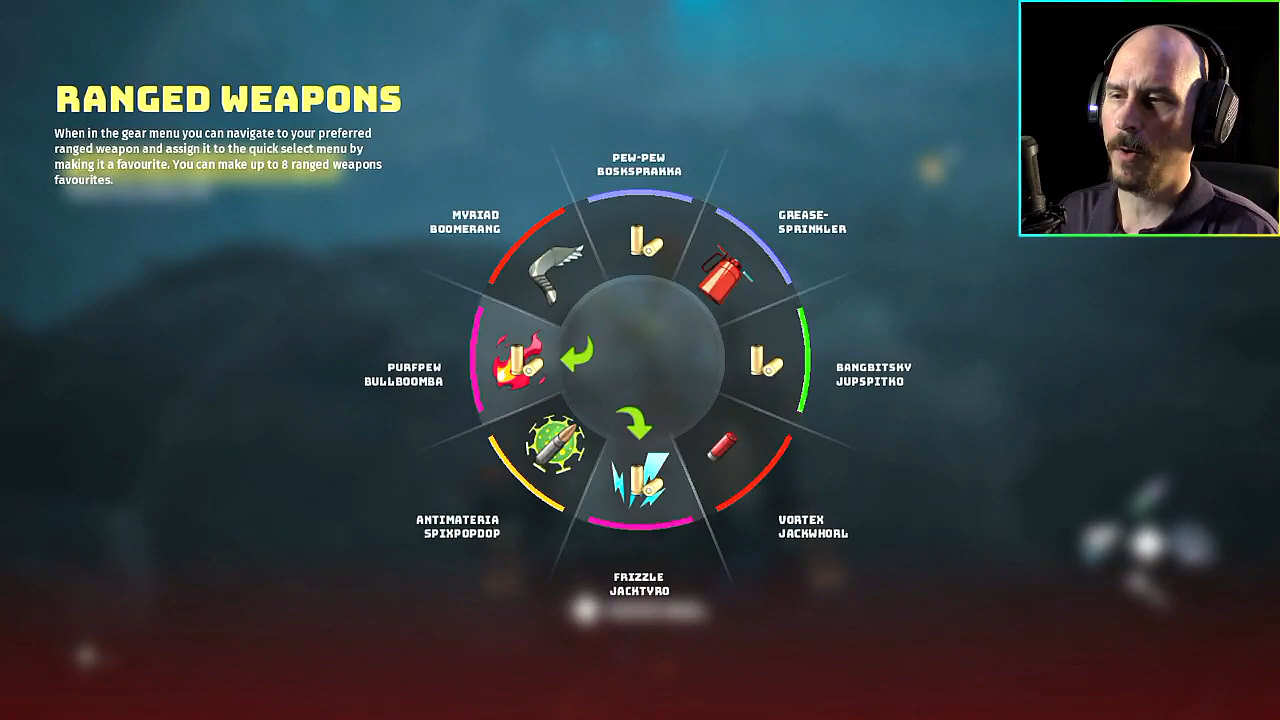 RANGED WEAPONS
When in the gear menu you can navigate to your preferred
ranged weapon and assign it to the quick select menu by
making it a favourite. You can make up to 8 ranged weapons
favourites.
PEW-PEW
BOSKSPRAKKA
MYRIAD
BOOMERANG
GREASE-
SPRINKLER
PURFPEW
BULLBOOMBA
BANGBITSKY
JUPSPITKO
ANTIMATERIA
SPIXPOPDOP
VORTEX
JACKWHORL
FRIZZLE
JACKTYRO